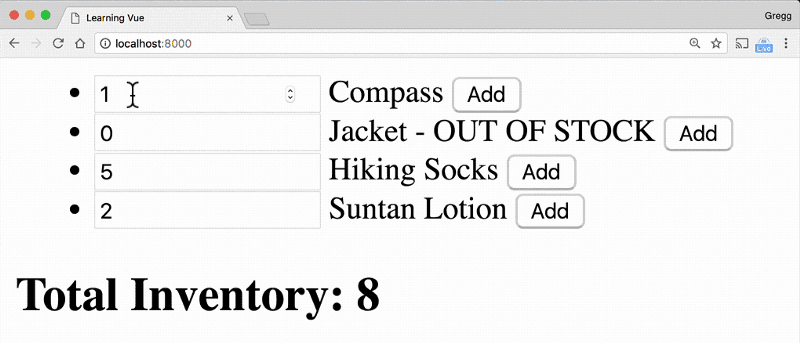 Learning Vue
Gregg
localhost:8000
Live
1 Compass Add
0 Jacket - OUT OF STOCK Add
5 Hiking Socks Add
2 Suntan Lotion Add
Total Inventory: 8